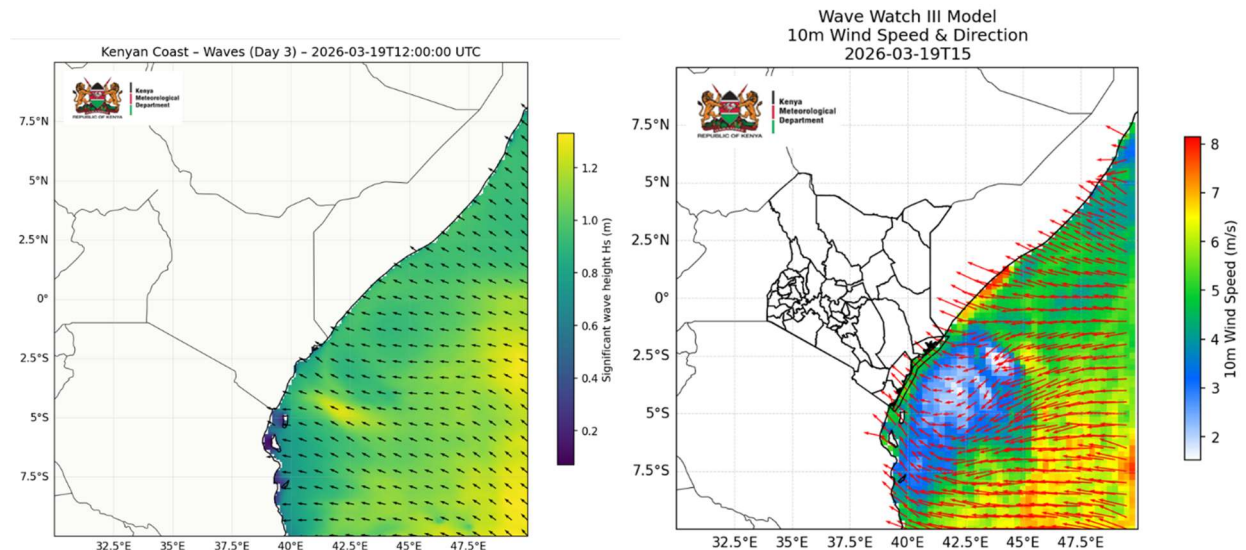 Kenyan Coast – Waves (Day 3) – 2026-03-19T12:00:00 UTC
Kenya
Meteorological
Department
REPUBLIC OF KENYA
7.5°N
5°N
2.5°N
0°
2.5°S
5°S
7.5°S
32.5°E 35°E 37.5°E 40°E 42.5°E 45°E 47.5°E
1.2
1.0
0.8
0.6
0.4
0.2
Significant wave height Hs (m)
Wave Watch III Model
10m Wind Speed & Direction
2026-03-19T15
Kenya
Meteorological
Department
REPUBLIC OF KENYA
7.5°N
5°N
2.5°N
0°
2.5°S
5°S
7.5°S
32.5°E 35°E 37.5°E 40°E 42.5°E 45°E 47.5°E
8
7
6
5
4
3
2
10m Wind Speed (m/s)